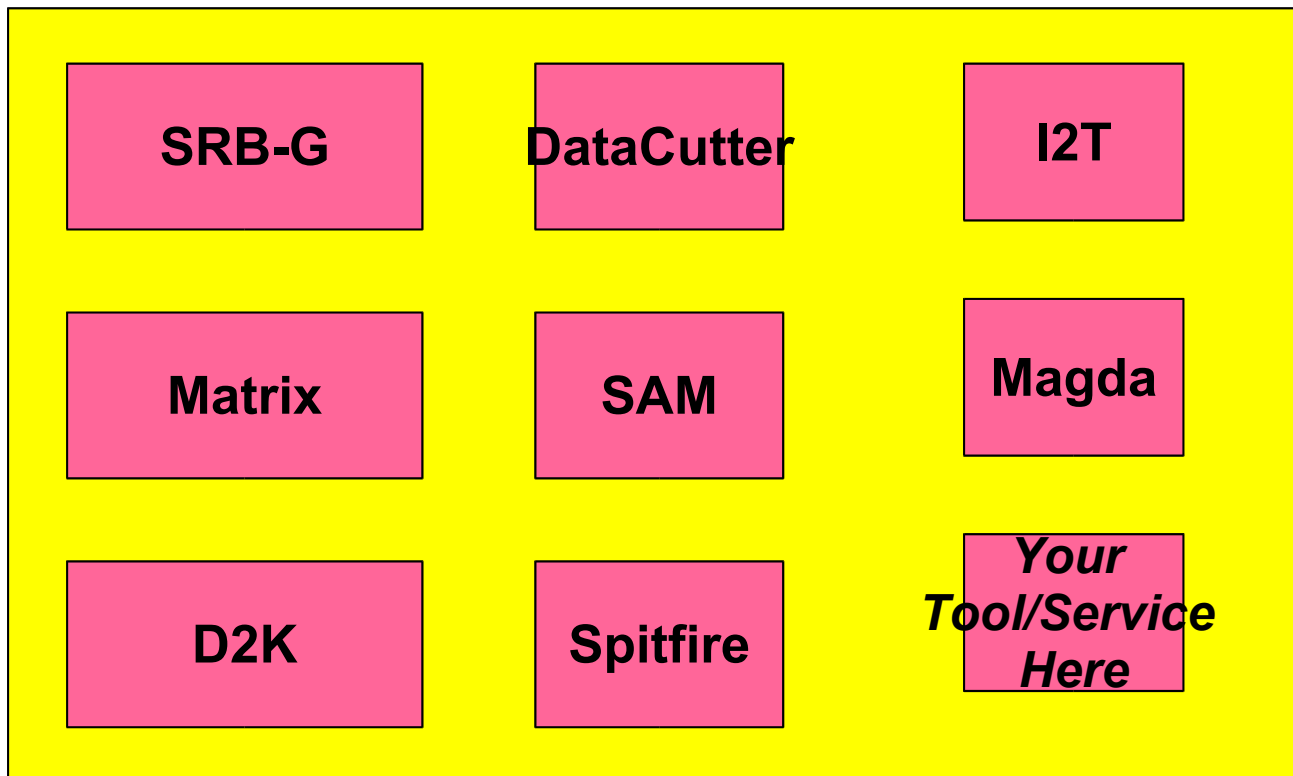 SRB-G
DataCutter
I2T
Matrix
SAM
Magda
D2K
Spitfire
Your
Tool/Service
Here